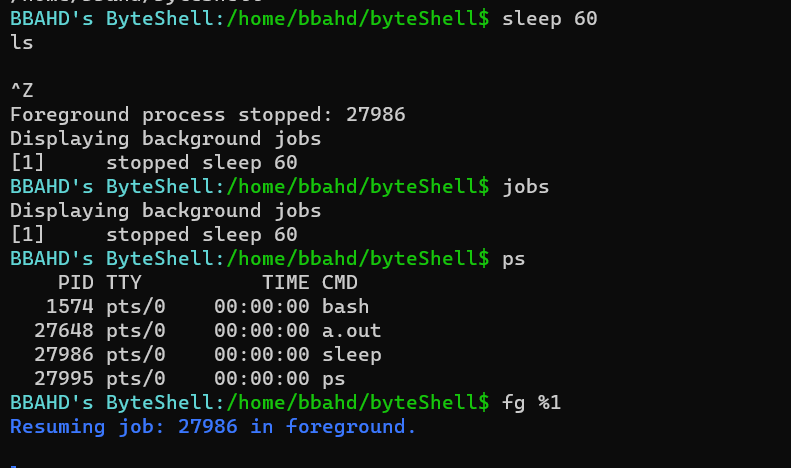 BBAHD's ByteShell:/home/bbahd/byteShell$ sleep 60
ls
^Z
Foreground process stopped: 27986
Displaying background jobs
[1]     stopped sleep 60
BBAHD's ByteShell:/home/bbahd/byteShell$ jobs
Displaying background jobs
[1]     stopped sleep 60
BBAHD's ByteShell:/home/bbahd/byteShell$ ps
    PID TTY          TIME CMD
   1574 pts/0    00:00:00 bash
  27648 pts/0    00:00:00 a.out
  27986 pts/0    00:00:00 sleep
  27995 pts/0    00:00:00 ps
BBAHD's ByteShell:/home/bbahd/byteShell$ fg %1
Resuming job: 27986 in foreground.